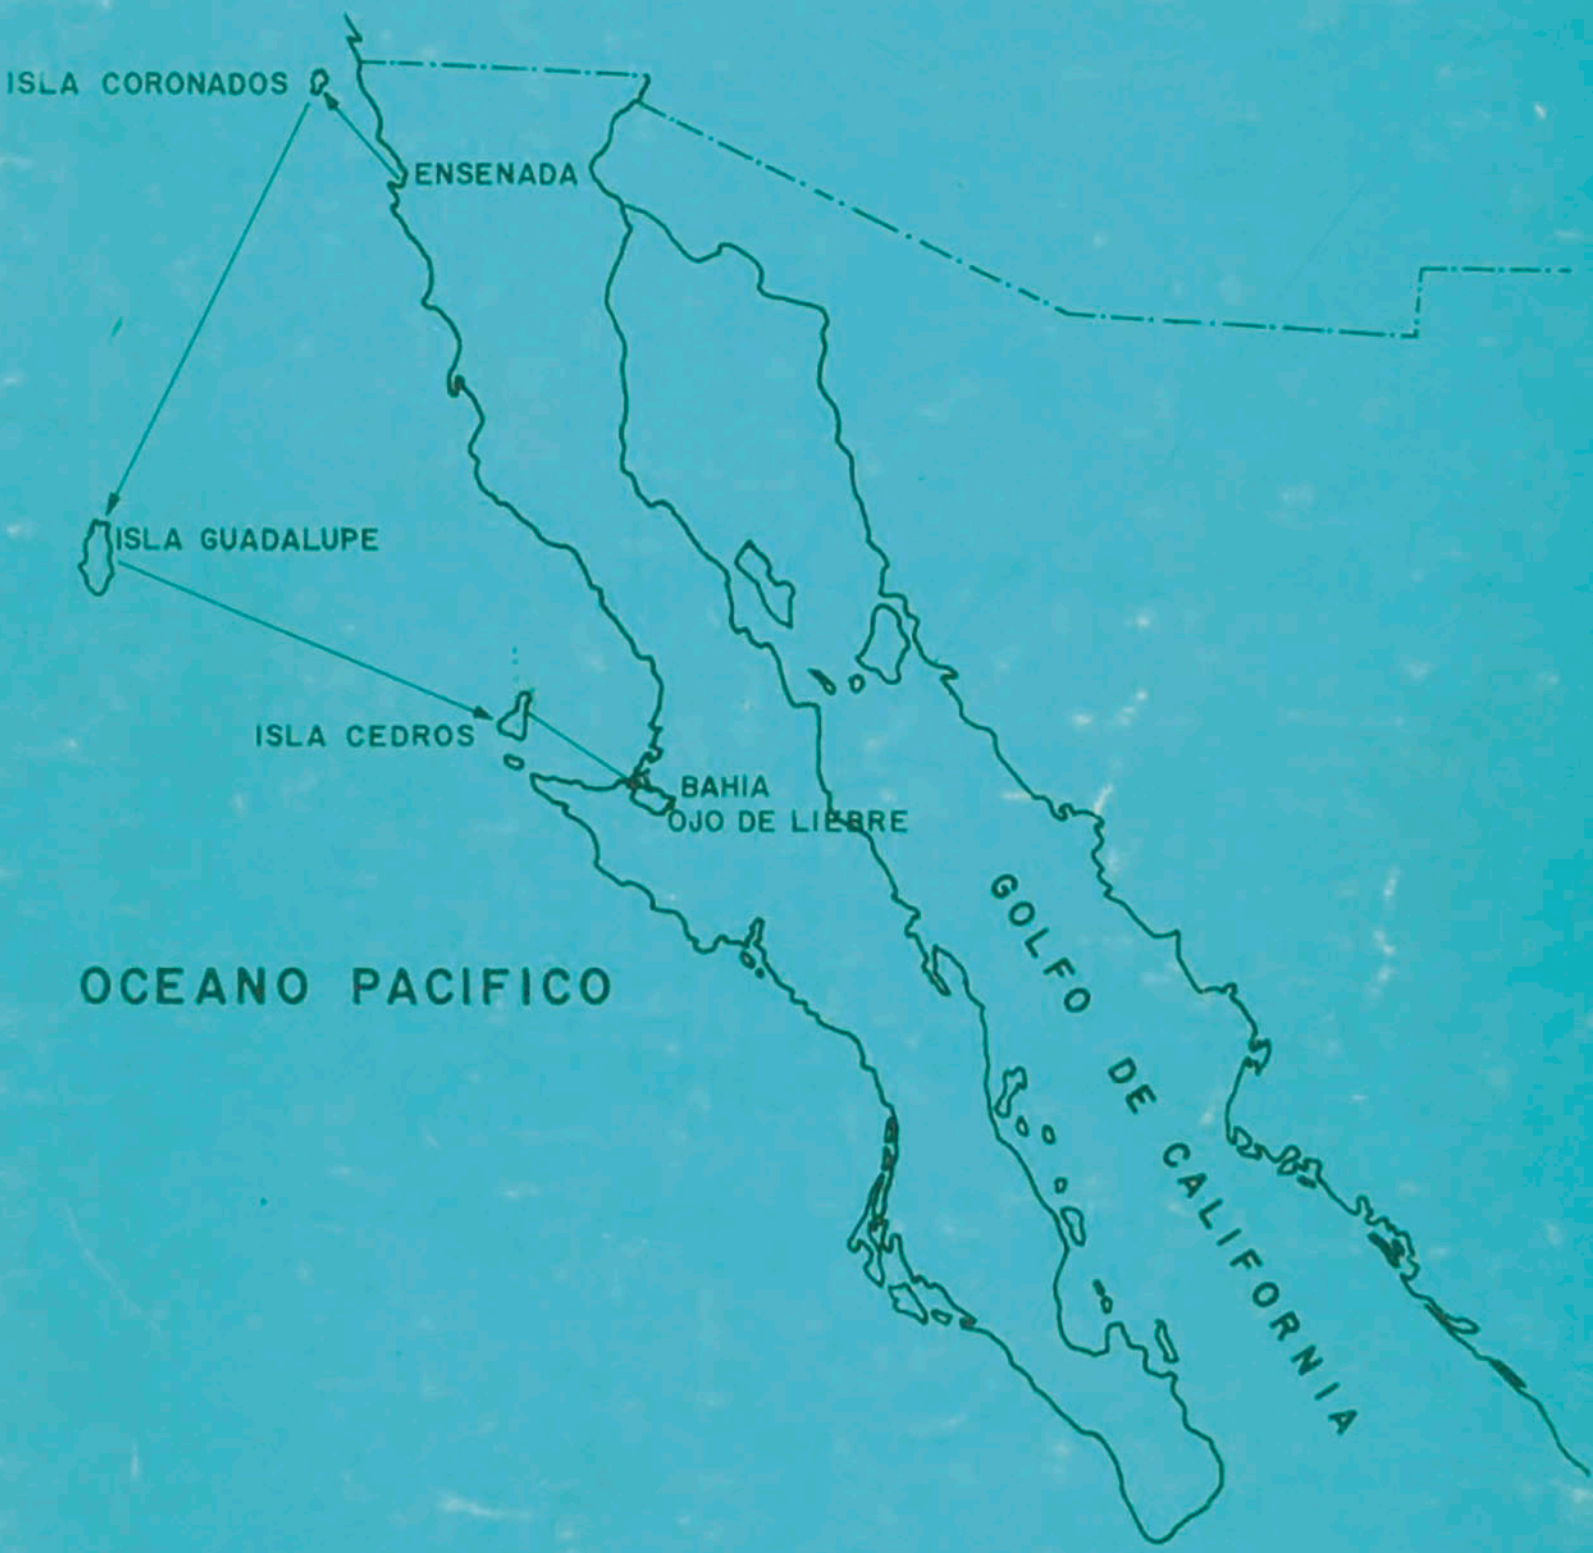 ISLA CORONADOS
ENSENADA
ISLA GUADALUPE
ISLA CEDROS
BAHIA
OJO DE LIEBRE
OCEANO PACIFICO
GOLFO DE CALIFORNIA